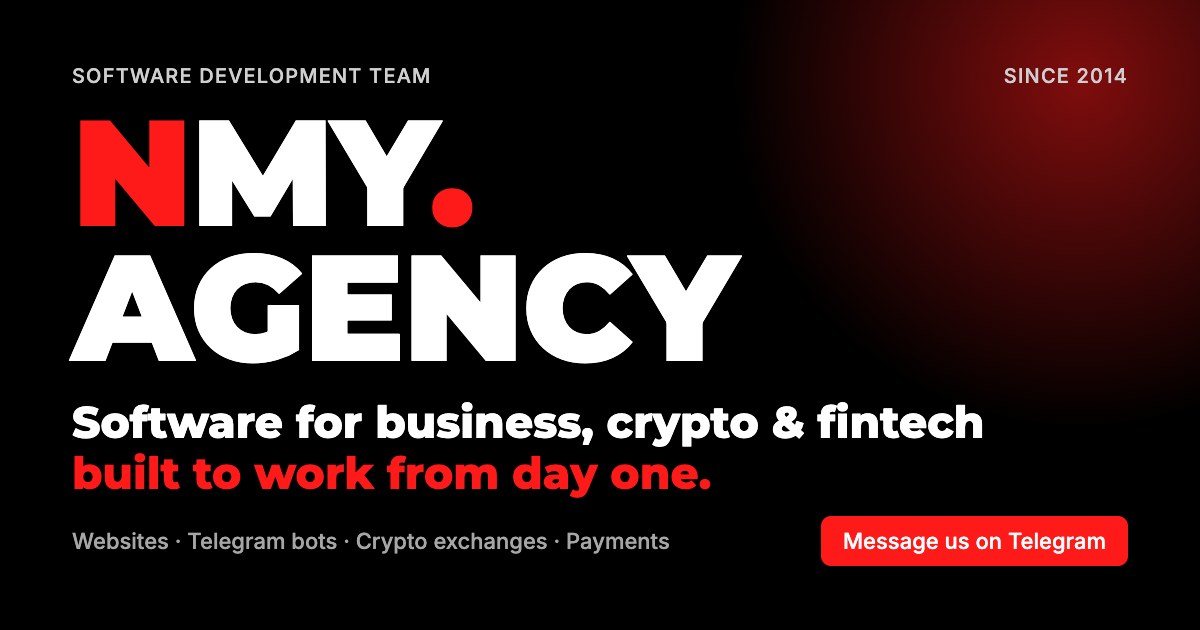 SOFTWARE DEVELOPMENT TEAM
SINCE 2014
NMY.
AGENCY
Software for business, crypto & fintech
built to work from day one.
Websites · Telegram bots · Crypto exchanges · Payments
Message us on Telegram